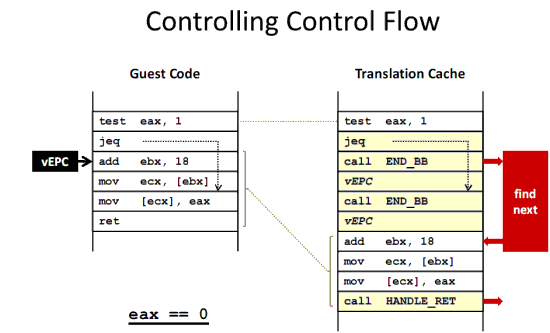 Controlling Control Flow
Guest Code
test eax, 1
jeq
vEPC
add ebx, 18
mov ecx, [ebx]
mov [ecx], eax
ret
eax == 0
Translation Cache
test eax, 1
jeq
call END_BB
vEPC
call END_BB
vEPC
add ebx, 18
mov ecx, [ebx]
mov [ecx], eax
call HANDLE_RET
find
next